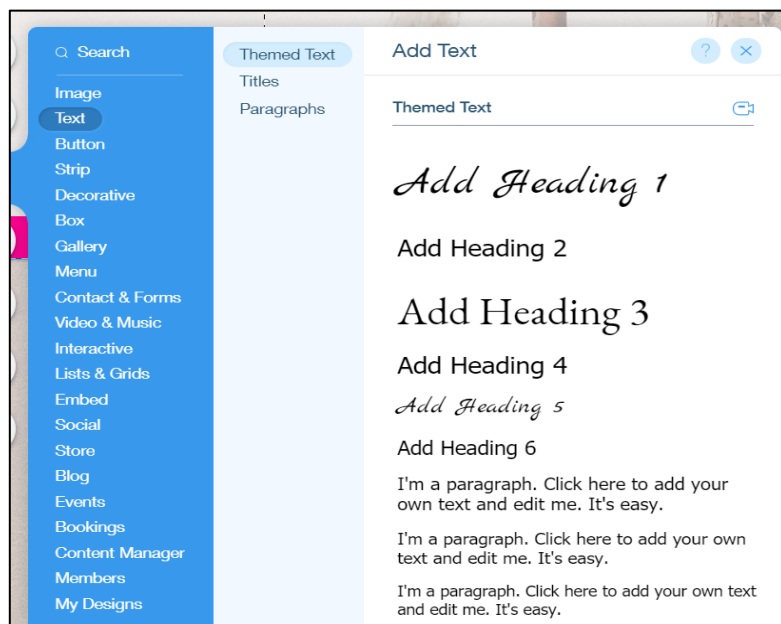 Search
Image
Text
Button
Strip
Decorative
Box
Gallery
Menu
Contact & Forms
Video & Music
Interactive
Lists & Grids
Embed
Social
Store
Blog
Events
Bookings
Content Manager
Members
My Designs
Themed Text
Titles
Paragraphs
Add Text
?
Themed Text
Add Heading 1
Add Heading 2
Add Heading 3
Add Heading 4
Add Heading 5
Add Heading 6
I'm a paragraph. Click here to add your
own text and edit me. It's easy.
I'm a paragraph. Click here to add your own
text and edit me. It's easy.
I'm a paragraph. Click here to add your own text
and edit me. It's easy.